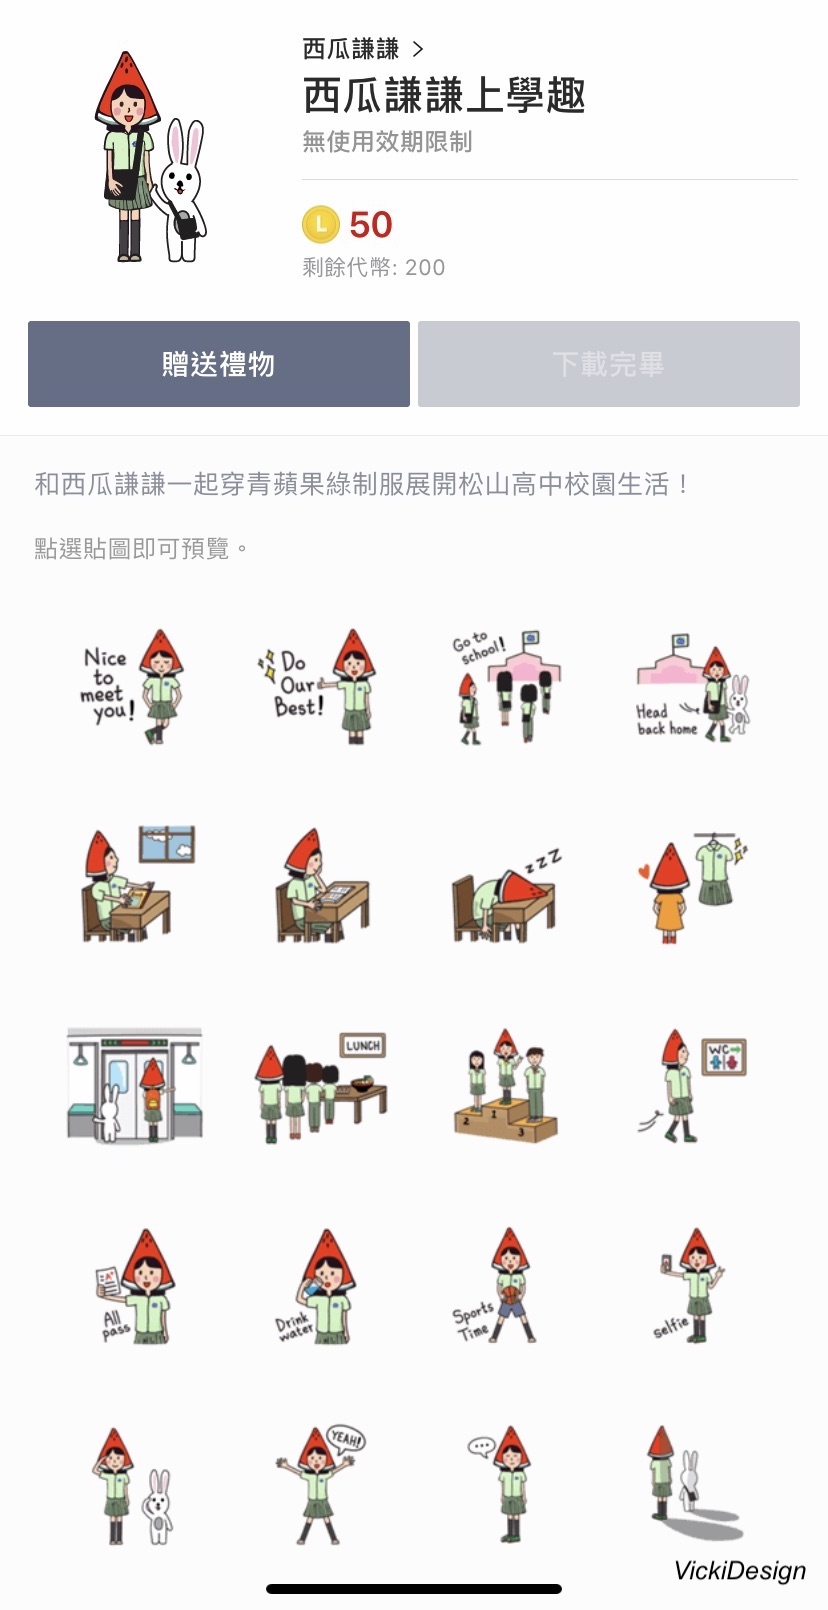 西瓜謙謙 >
西瓜謙謙上學趣
無使用效期限制
L 50
剩餘代幣: 200
贈送禮物
下載完畢
和西瓜謙謙一起穿青蘋果綠制服展開松山高中校園生活！
點選貼圖即可預覽。
Nice
to
meet
you!
Do
Our
Best!
Go to
school!
Head
back home
zzz
LUNCH
2 1 3
WC
A+
All
pass
Drink
water
Sports
Time
selfie
YEAH!
...
VickiDesign